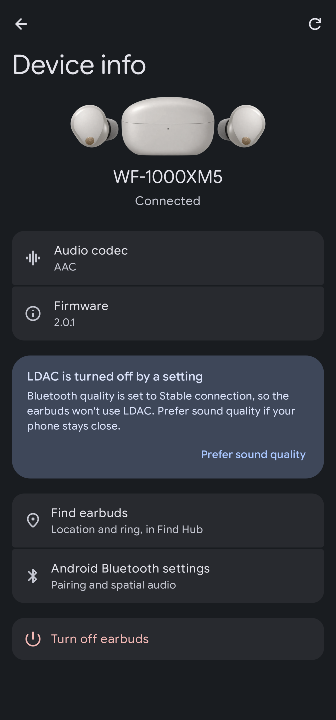 Device info
WF-1000XM5
Connected
Audio codec
AAC
Firmware
2.0.1
LDAC is turned off by a setting
Bluetooth quality is set to Stable connection, so the
earbuds won't use LDAC. Prefer sound quality if your
phone stays close.
Prefer sound quality
Find earbuds
Location and ring, in Find Hub
Android Bluetooth settings
Pairing and spatial audio
Turn off earbuds